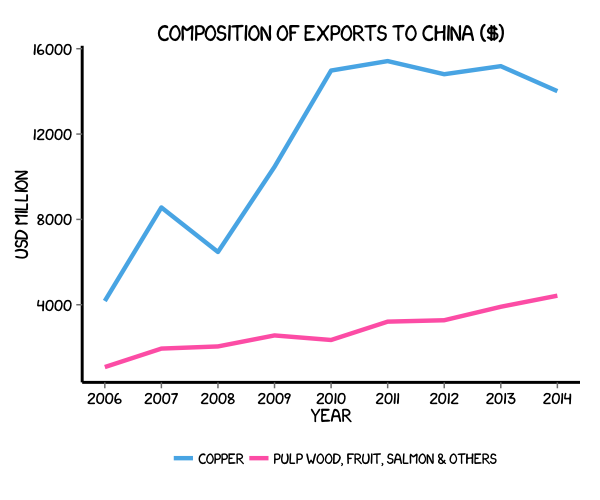 COMPOSITION OF EXPORTS TO CHINA ($)
16000
12000
8000
4000
USD MILLION
2006 2007 2008 2009 2010 2011 2012 2013 2014
YEAR
COPPER PULP WOOD, FRUIT, SALMON & OTHERS